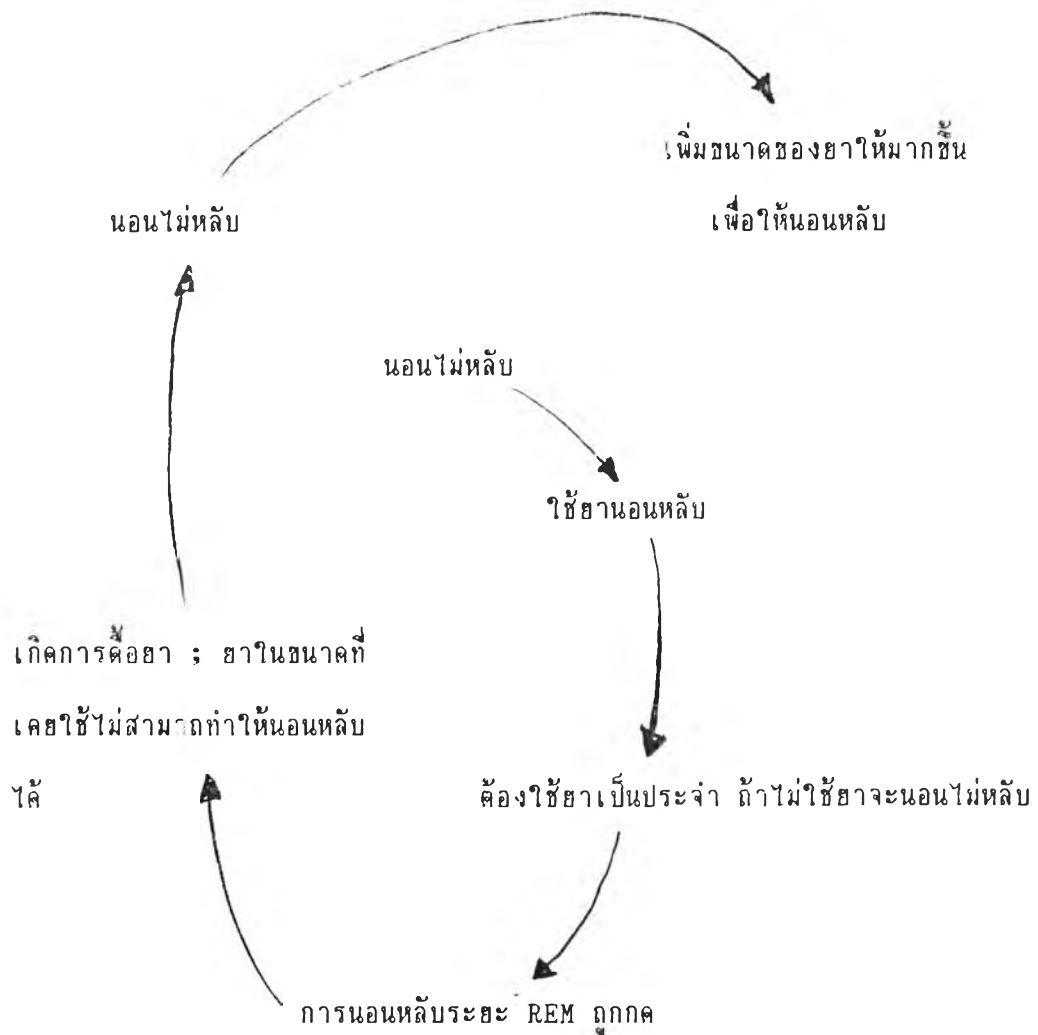 เพิ่มขนาดของยาให้มากขึ้น
เพื่อให้นอนหลับ
นอนไม่หลับ
นอนไม่หลับ
ใช้ยานอนหลับ
เกิดการดื้อยา ; ยาในขนาดที่
เคยใช้ไม่สามารถทำให้นอนหลับ
ได้
ต้องใช้ยาเป็นประจำ ถ้าไม่ใช้ยาจะนอนไม่หลับ
การนอนหลับระยะ REM ถูกกด